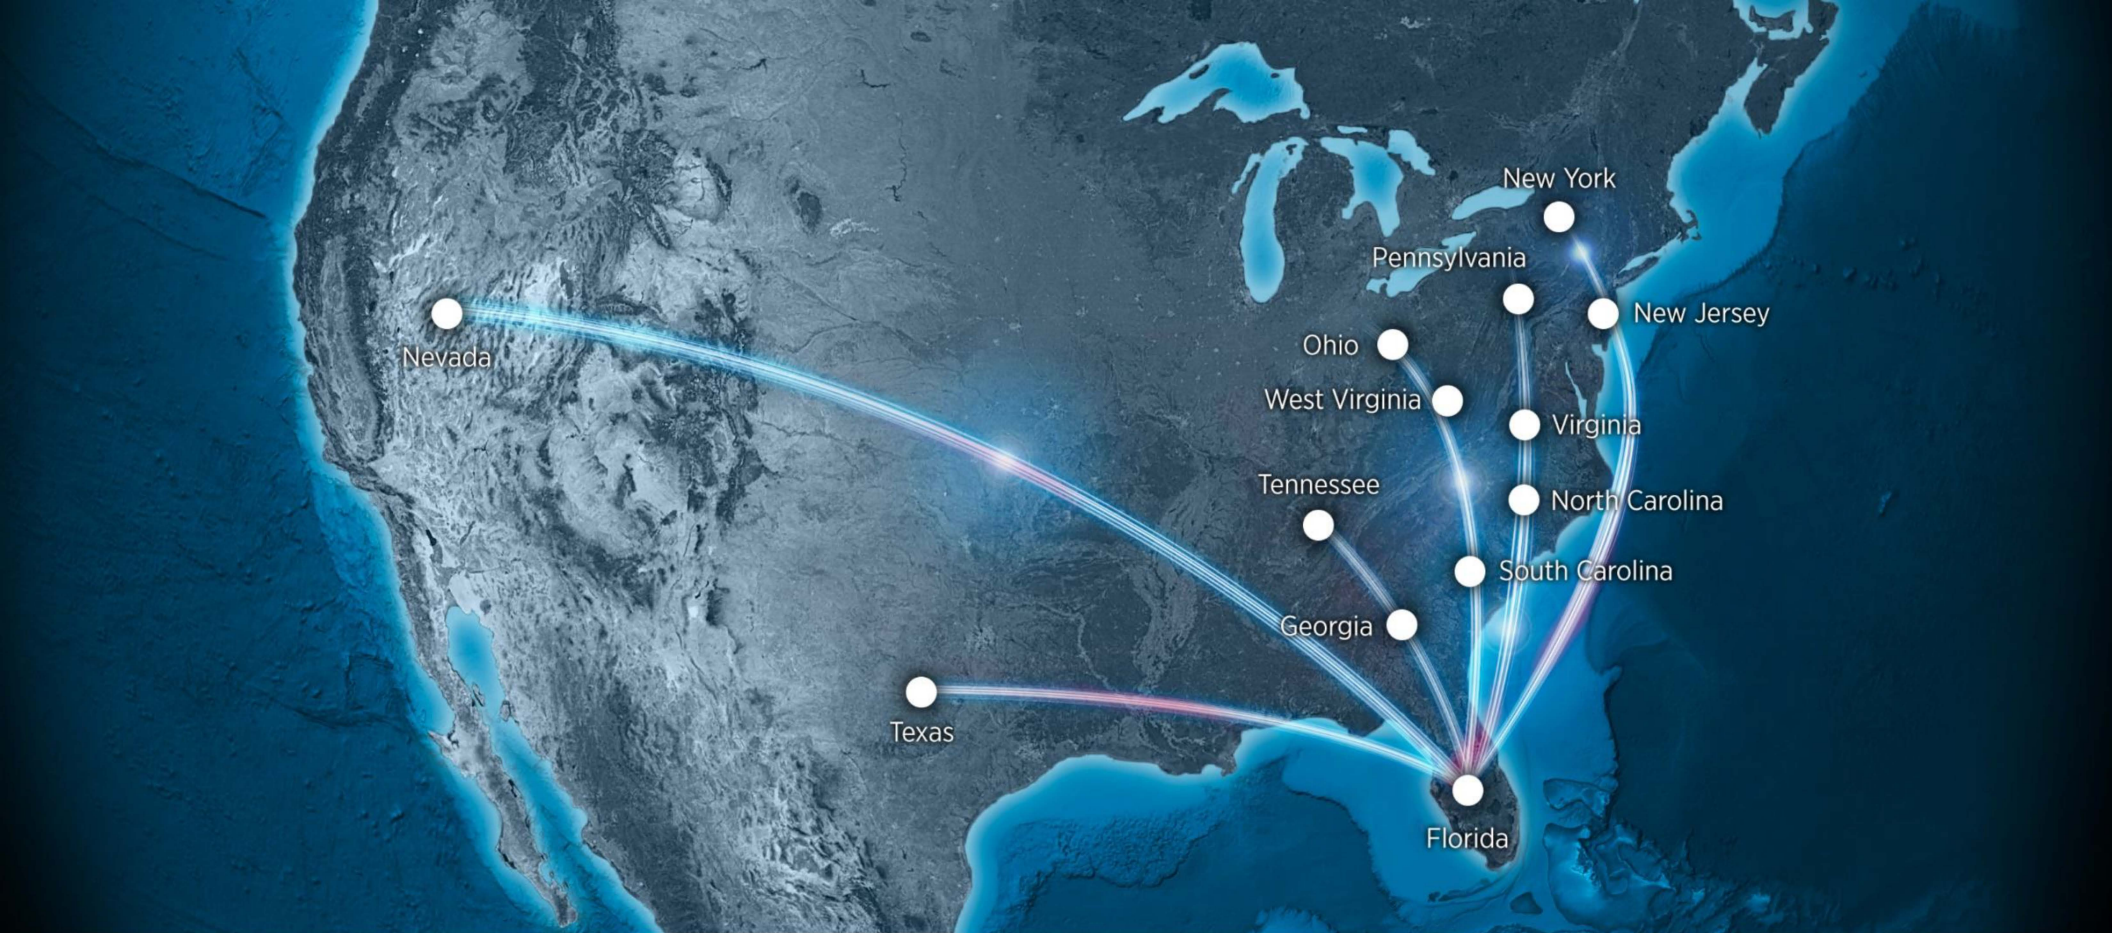 New York
Pennsylvania
New Jersey
Ohio
Nevada
West Virginia
Virginia
Tennessee
North Carolina
South Carolina
Georgia
Texas
Florida